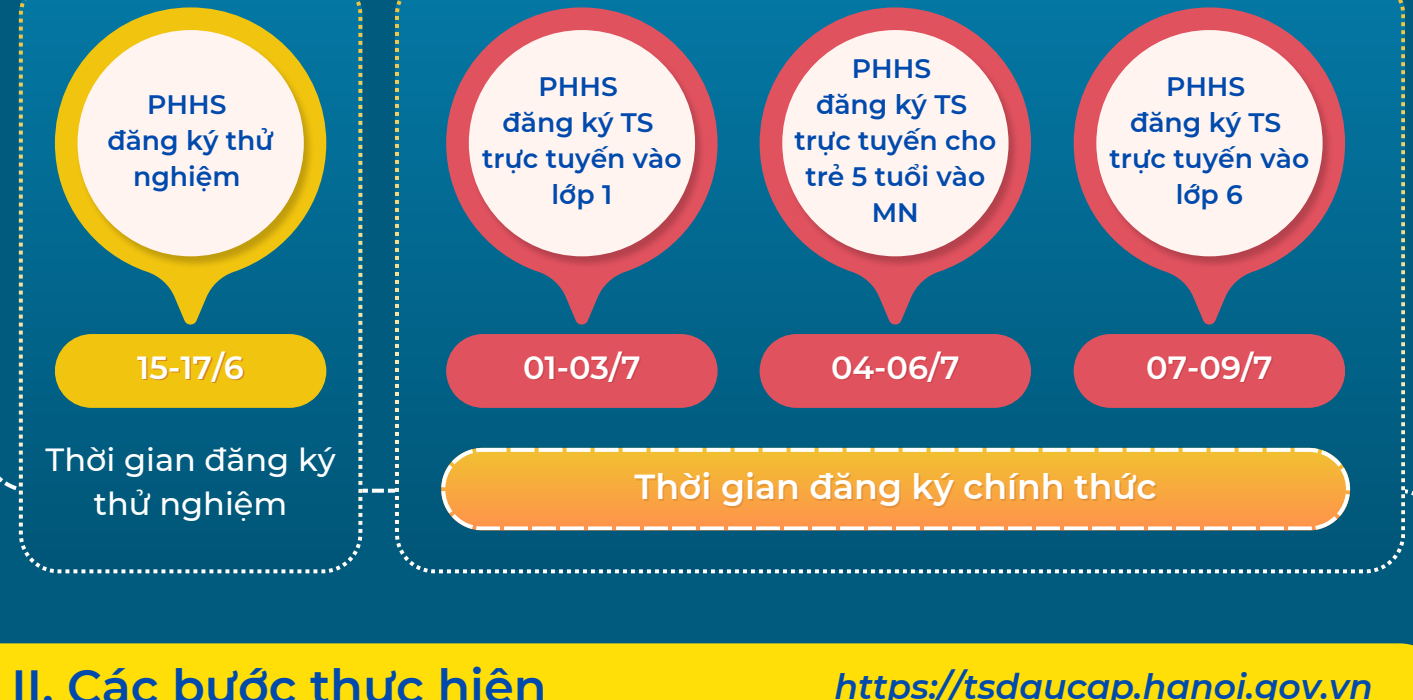 PHHS
đăng ký thử
nghiệm
15-17/6
Thời gian đăng ký
thử nghiệm
PHHS
đăng ký TS
trực tuyến vào
lớp 1
01-03/7
PHHS
đăng ký TS
trực tuyến cho
trẻ 5 tuổi vào
MN
04-06/7
PHHS
đăng ký TS
trực tuyến vào
lớp 6
07-09/7
Thời gian đăng ký chính thức
II. Các bước thực hiện
https://tsdaucap.hanoi.gov.vn